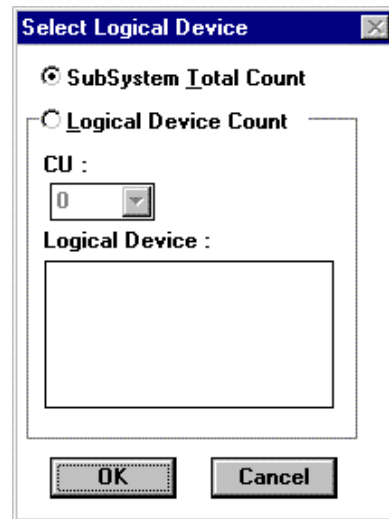 Select Logical Device
SubSystem Total Count
Logical Device Count
CU :
0
Logical Device :
OK Cancel